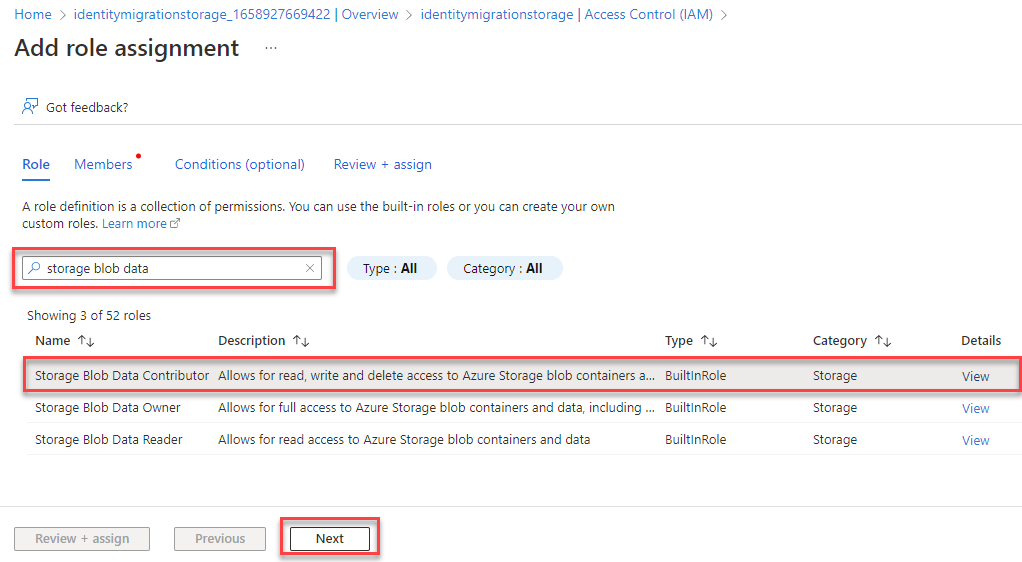 Home > identitymigrationstorage_1658927669422 | Overview > identitymigrationstorage | Access Control (IAM) >
Add role assignment ...
Got feedback?
Role Members Conditions (optional) Review + assign
A role definition is a collection of permissions. You can use the built-in roles or you can create your own
custom roles. Learn more
storage blob data Type : All Category : All
Showing 3 of 52 roles
Name ↑↓ Description ↑↓ Type ↑↓ Category ↑↓ Details
Storage Blob Data Contributor Allows for read, write and delete access to Azure Storage blob containers a... BuiltInRole Storage View
Storage Blob Data Owner Allows for full access to Azure Storage blob containers and data, including ... BuiltInRole Storage View
Storage Blob Data Reader Allows for read access to Azure Storage blob containers and data BuiltInRole Storage View
Review + assign Previous Next